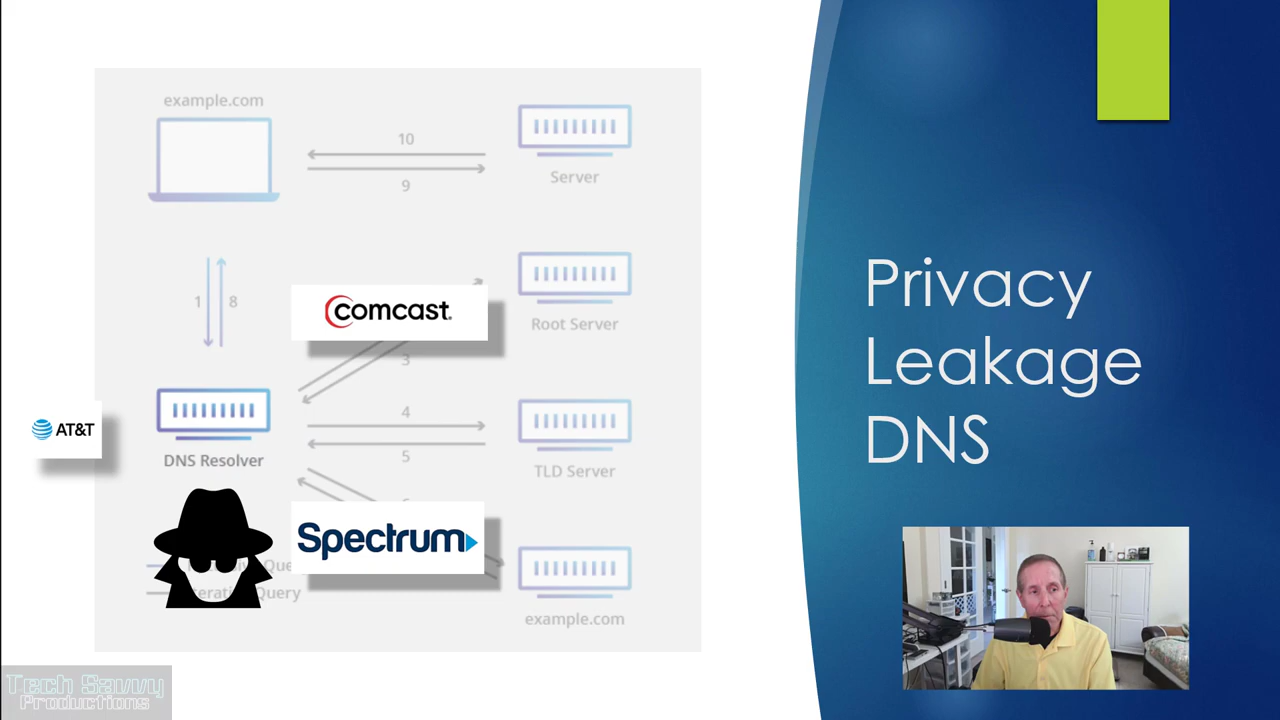 example.com
10
9
Server
1
8
comcast.
Root Server
3
4
5
AT&T
DNS Resolver
TLD Server
Spectrum
Query
example.com
Privacy
Leakage
DNS
Tech Savvy
Productions